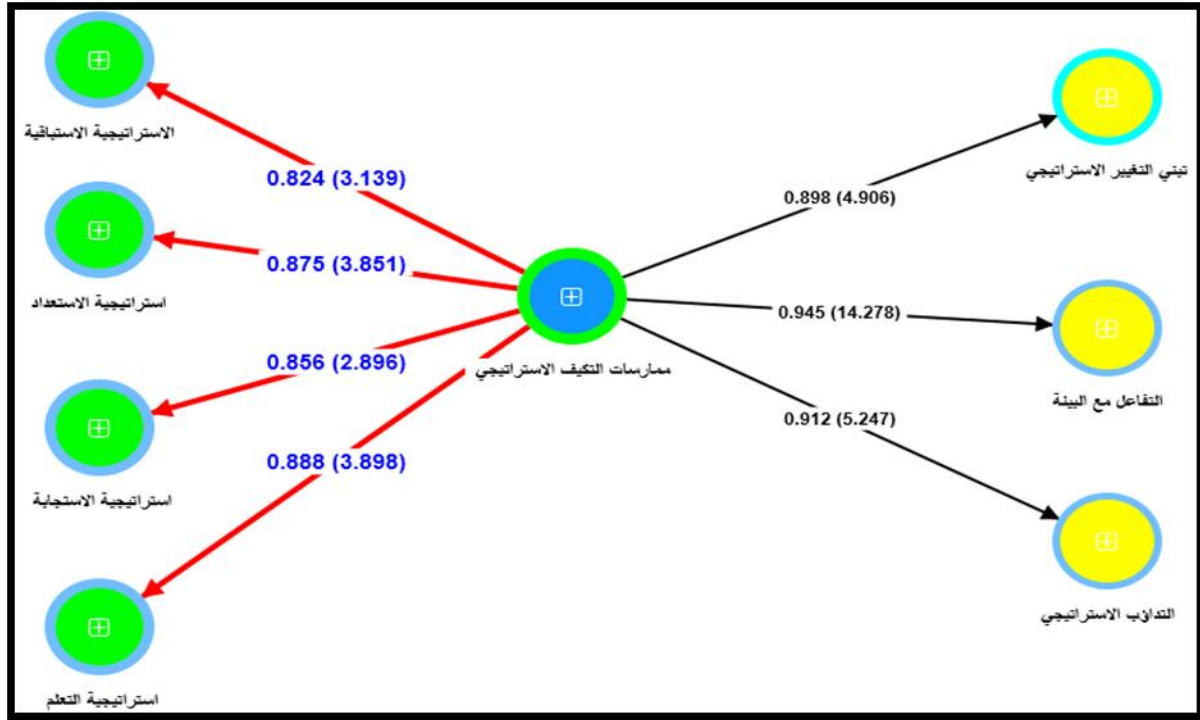 الاستراتيجية الاستباقية
0.824 (3.139)
استراتيجية الاستعداد
0.875 (3.851)
استراتيجية الاستجابة
0.856 (2.896)
استراتيجية التعلم
0.888 (3.898)
ممارسات التكيف الاستراتيجي
0.898 (4.906)
تبني التغيير الاستراتيجي
0.945 (14.278)
التفاعل مع البيئة
0.912 (5.247)
التداؤب الاستراتيجي